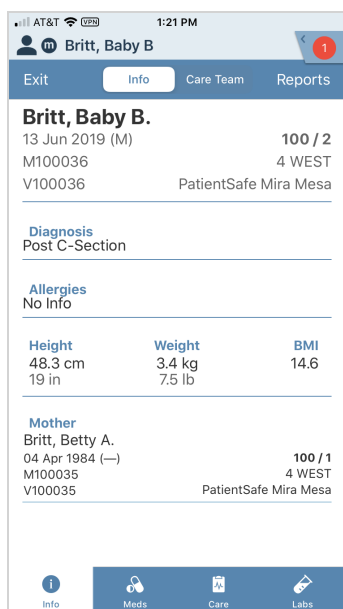 AT&T VPN 1:21 PM
m Britt, Baby B 1
Exit Info Care Team Reports
Britt, Baby B.
13 Jun 2019 (M) 100 / 2
M100036 4 WEST
V100036 PatientSafe Mira Mesa
Diagnosis
Post C-Section
Allergies
No Info
Height Weight BMI
48.3 cm 3.4 kg 14.6
19 in 7.5 lb
Mother
Britt, Betty A.
04 Apr 1984 (—) 100 / 1
M100035 4 WEST
V100035 PatientSafe Mira Mesa
Info Meds Care Labs